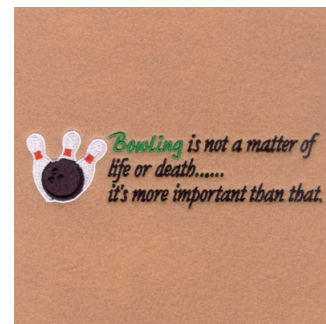 Bowling is not a matter of
life or death......
it's more important than that.